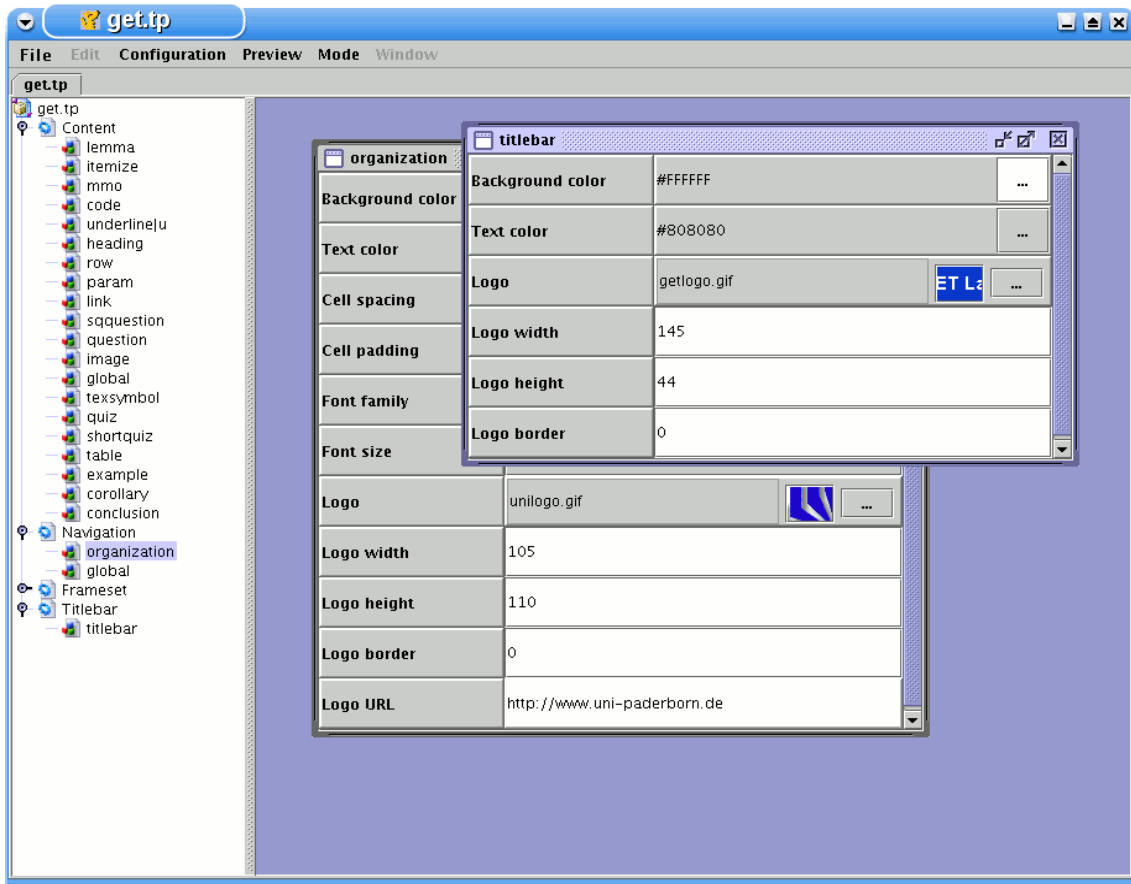 get.tp
File Edit Configuration Preview Mode Window
get.tp
get.tp
Content
lemma
itemize
mmo
code
underline|u
heading
row
param
link
sqquestion
question
image
global
texsymbol
quiz
shortquiz
table
example
corollary
conclusion
Navigation
organization
global
Frameset
Titlebar
titlebar
organization
Background color
Text color
Cell spacing
Cell padding
Font family
Font size
Logo unilogo.gif ...
Logo width 105
Logo height 110
Logo border 0
Logo URL http://www.uni-paderborn.de
titlebar
Background color #FFFFFF ...
Text color #808080 ...
Logo getlogo.gif ET La ...
Logo width 145
Logo height 44
Logo border 0